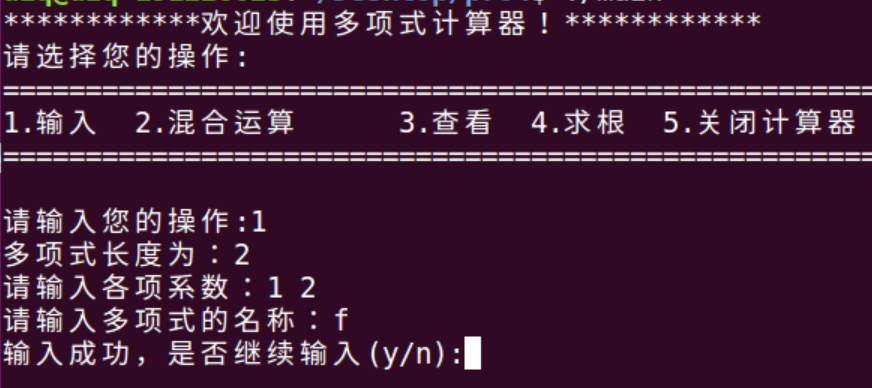 ************欢迎使用多项式计算器！************
请选择您的操作:
=====================================================
1.输入  2.混合运算      3.查看  4.求根  5.关闭计算器
=====================================================
请输入您的操作:1
多项式长度为：2
请输入各项系数：1 2
请输入多项式的名称：f
输入成功，是否继续输入(y/n):